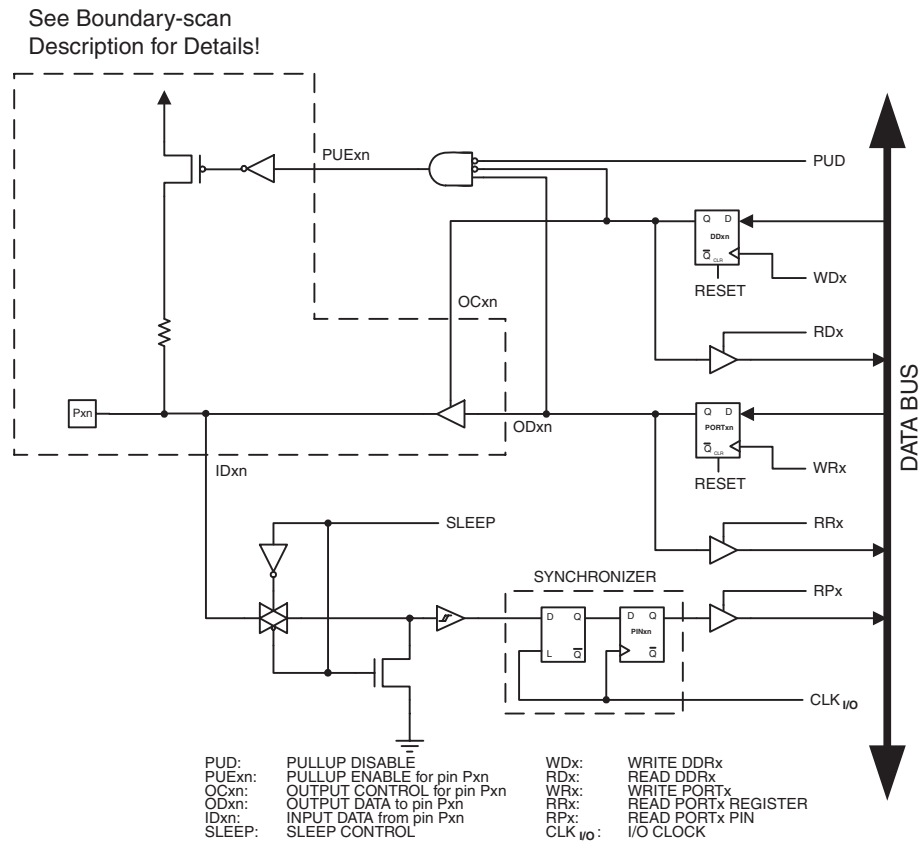 See Boundary-scan
Description for Details!
PUExn
PUD
Q D
DDxn
Q CLR
RESET
WDx
OCxn
RDx
Pxn
ODxn
Q D
PORTxn
Q CLR
RESET
WRx
IDxn
SLEEP
RRx
SYNCHRONIZER
RPx
D Q
L Q
D Q
PINxn
Q
CLK I/O
DATA BUS
PUD: PULLUP DISABLE
PUExn: PULLUP ENABLE for pin Pxn
OCxn: OUTPUT CONTROL for pin Pxn
ODxn: OUTPUT DATA to pin Pxn
IDxn: INPUT DATA from pin Pxn
SLEEP: SLEEP CONTROL
WDx: WRITE DDRx
RDx: READ DDRx
WRx: WRITE PORTx
RRx: READ PORTx REGISTER
RPx: READ PORTx PIN
CLK I/O: I/O CLOCK